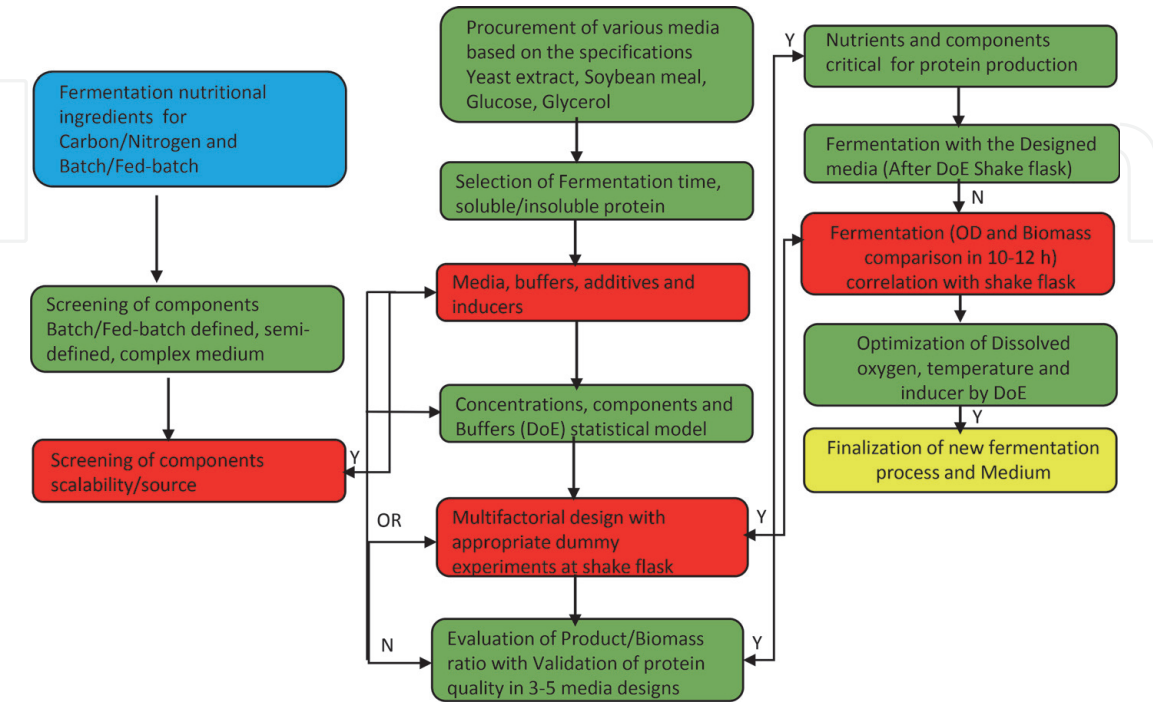 Fermentation nutritional
ingredients for
Carbon/Nitrogen and
Batch/Fed-batch
Screening of components
Batch/Fed-batch defined, semi-
defined, complex medium
Screening of components
scalability/source
Y
OR
N
Procurement of various media
based on the specifications
Yeast extract, Soybean meal,
Glucose, Glycerol
Selection of Fermentation time,
soluble/insoluble protein
Media, buffers, additives and
inducers
Concentrations, components and
Buffers (DoE) statistical model
Multifactorial design with
appropriate dummy
experiments at shake flask
Evaluation of Product/Biomass
ratio with Validation of protein
quality in 3-5 media designs
Y
Y
Y
Nutrients and components
critical for protein production
Fermentation with the Designed
media (After DoE Shake flask)
N
Fermentation (OD and Biomass
comparison in 10-12 h)
correlation with shake flask
Optimization of Dissolved
oxygen, temperature and
inducer by DoE
Y
Finalization of new fermentation
process and Medium